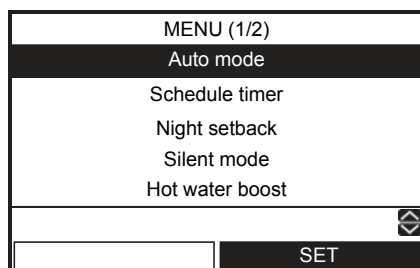 MENU (1/2)
Auto mode
Schedule timer
Night setback
Silent mode
Hot water boost
SET